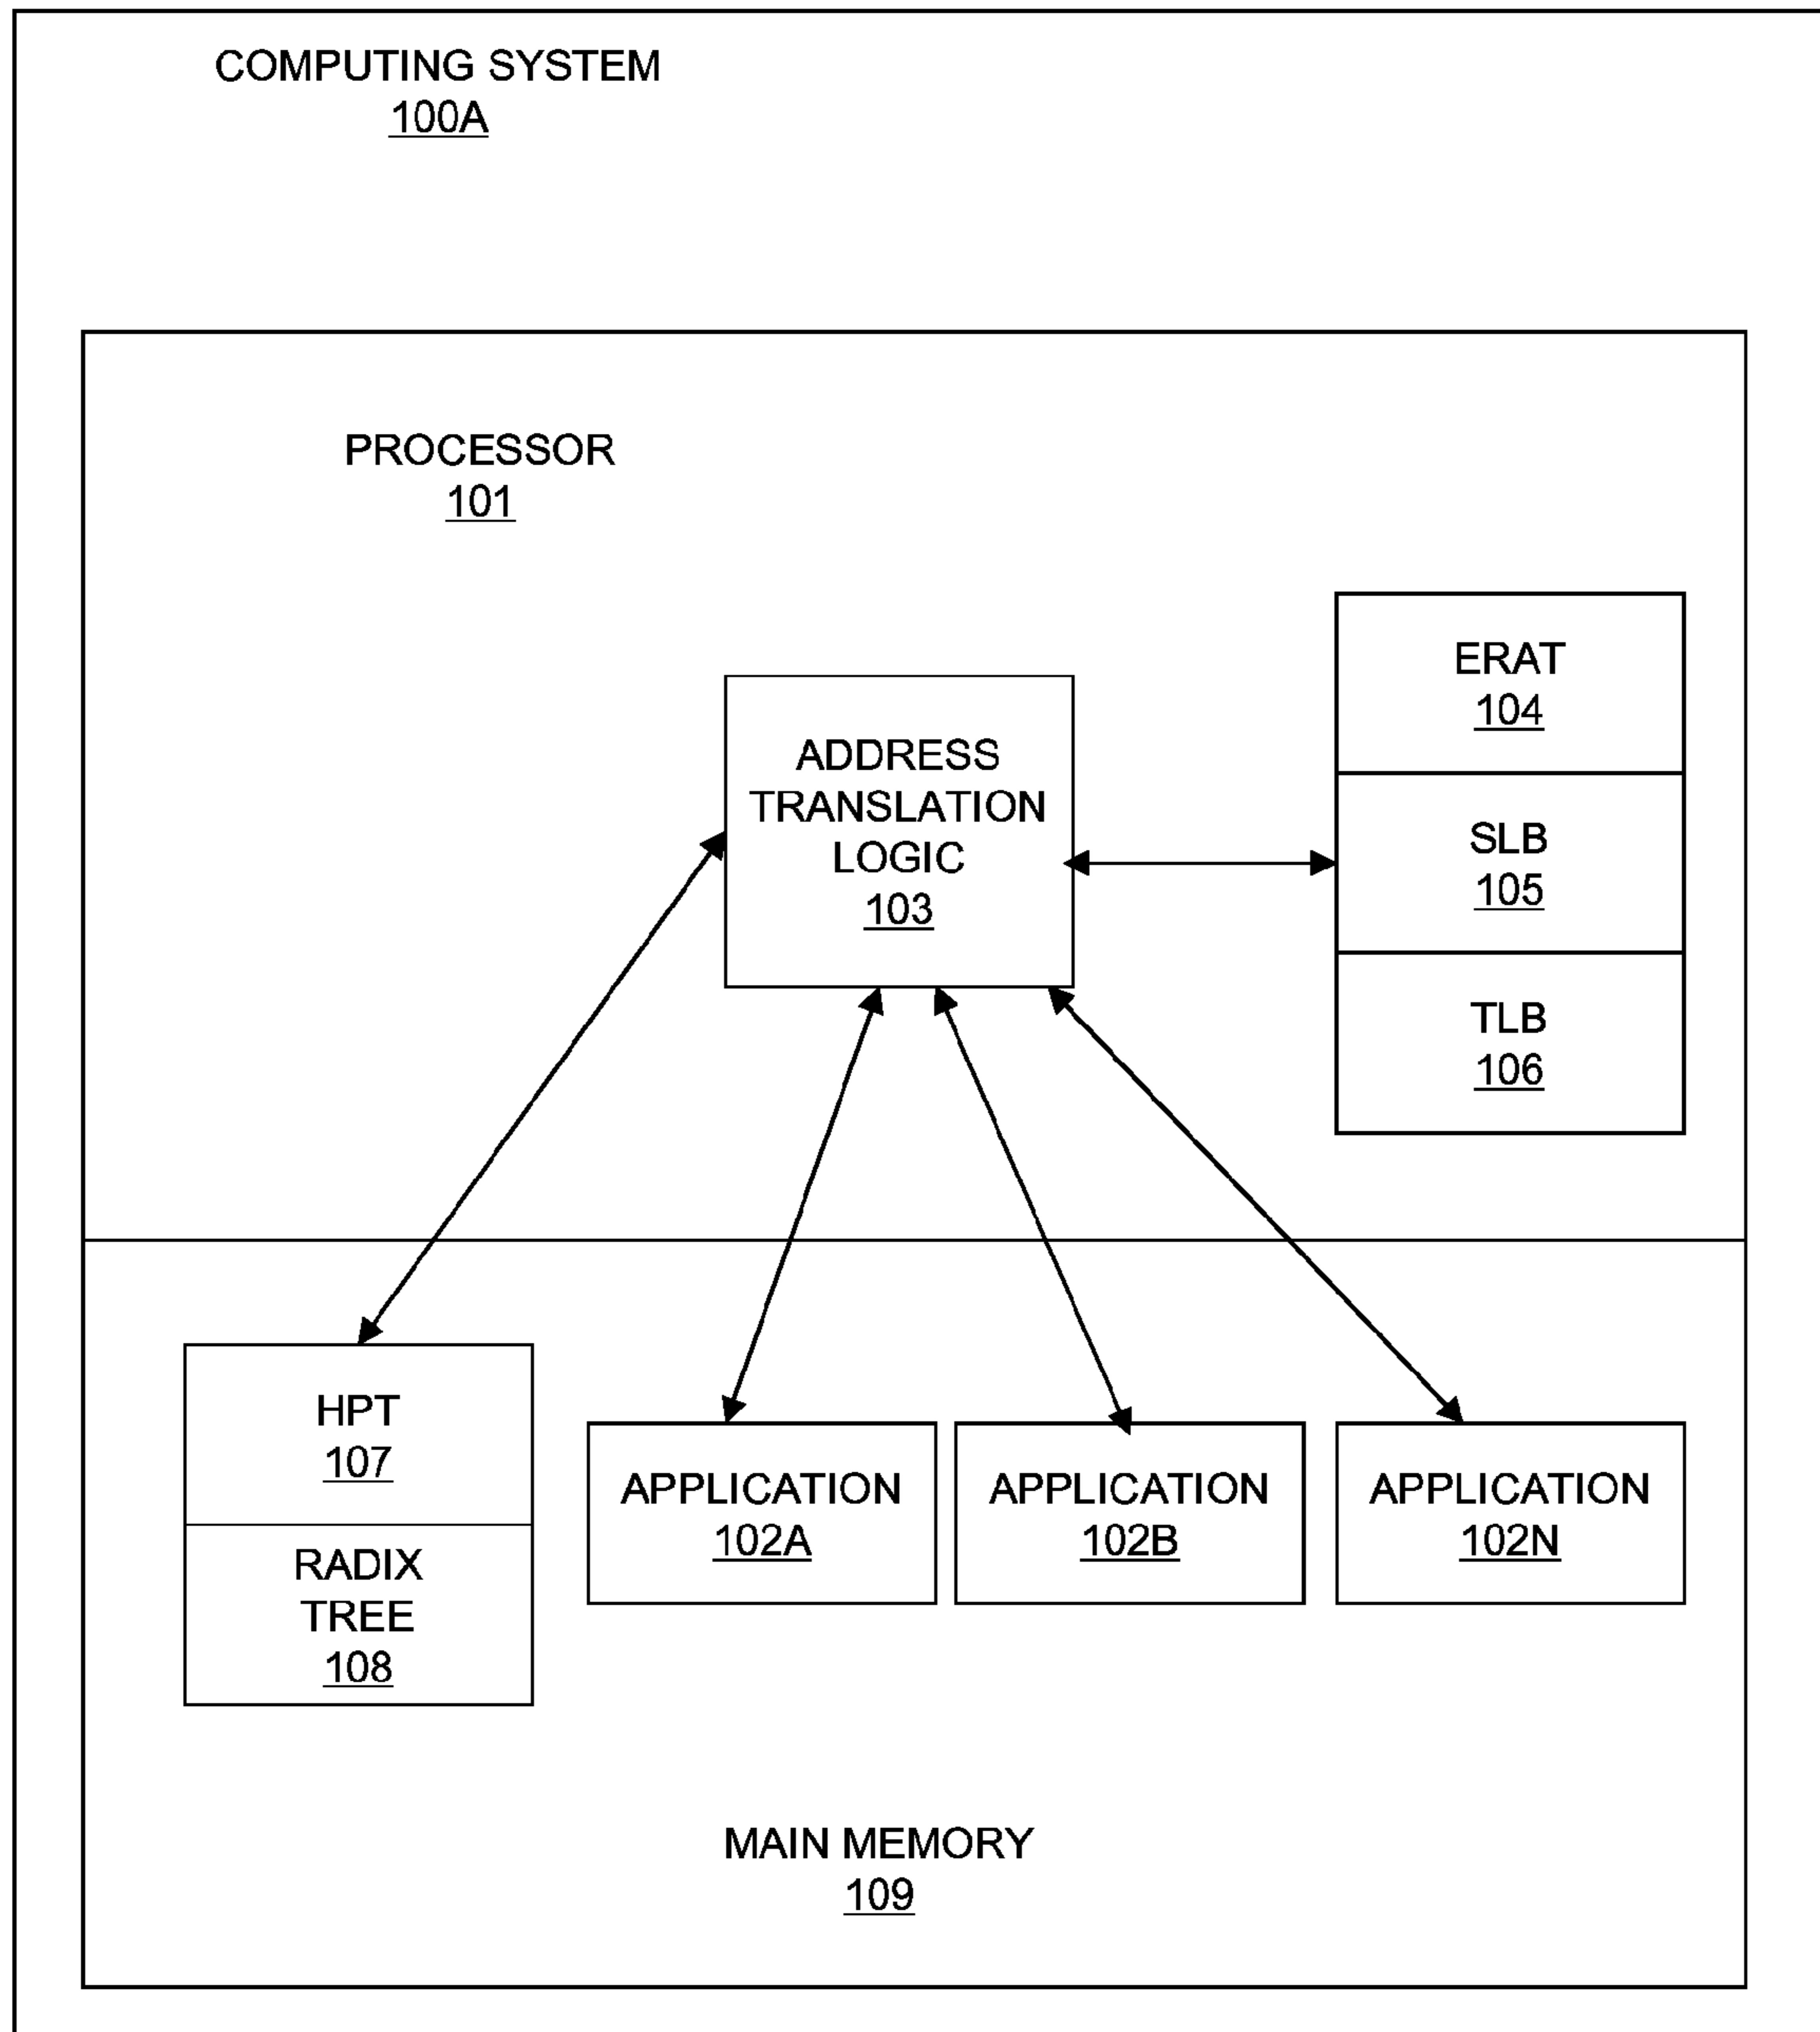 COMPUTING SYSTEM
100A
PROCESSOR
101
ADDRESS
TRANSLATION
LOGIC
103
ERAT
104
SLB
105
TLB
106
HPT
107
RADIX
TREE
108
APPLICATION
102A
APPLICATION
102B
APPLICATION
102N
MAIN MEMORY
109